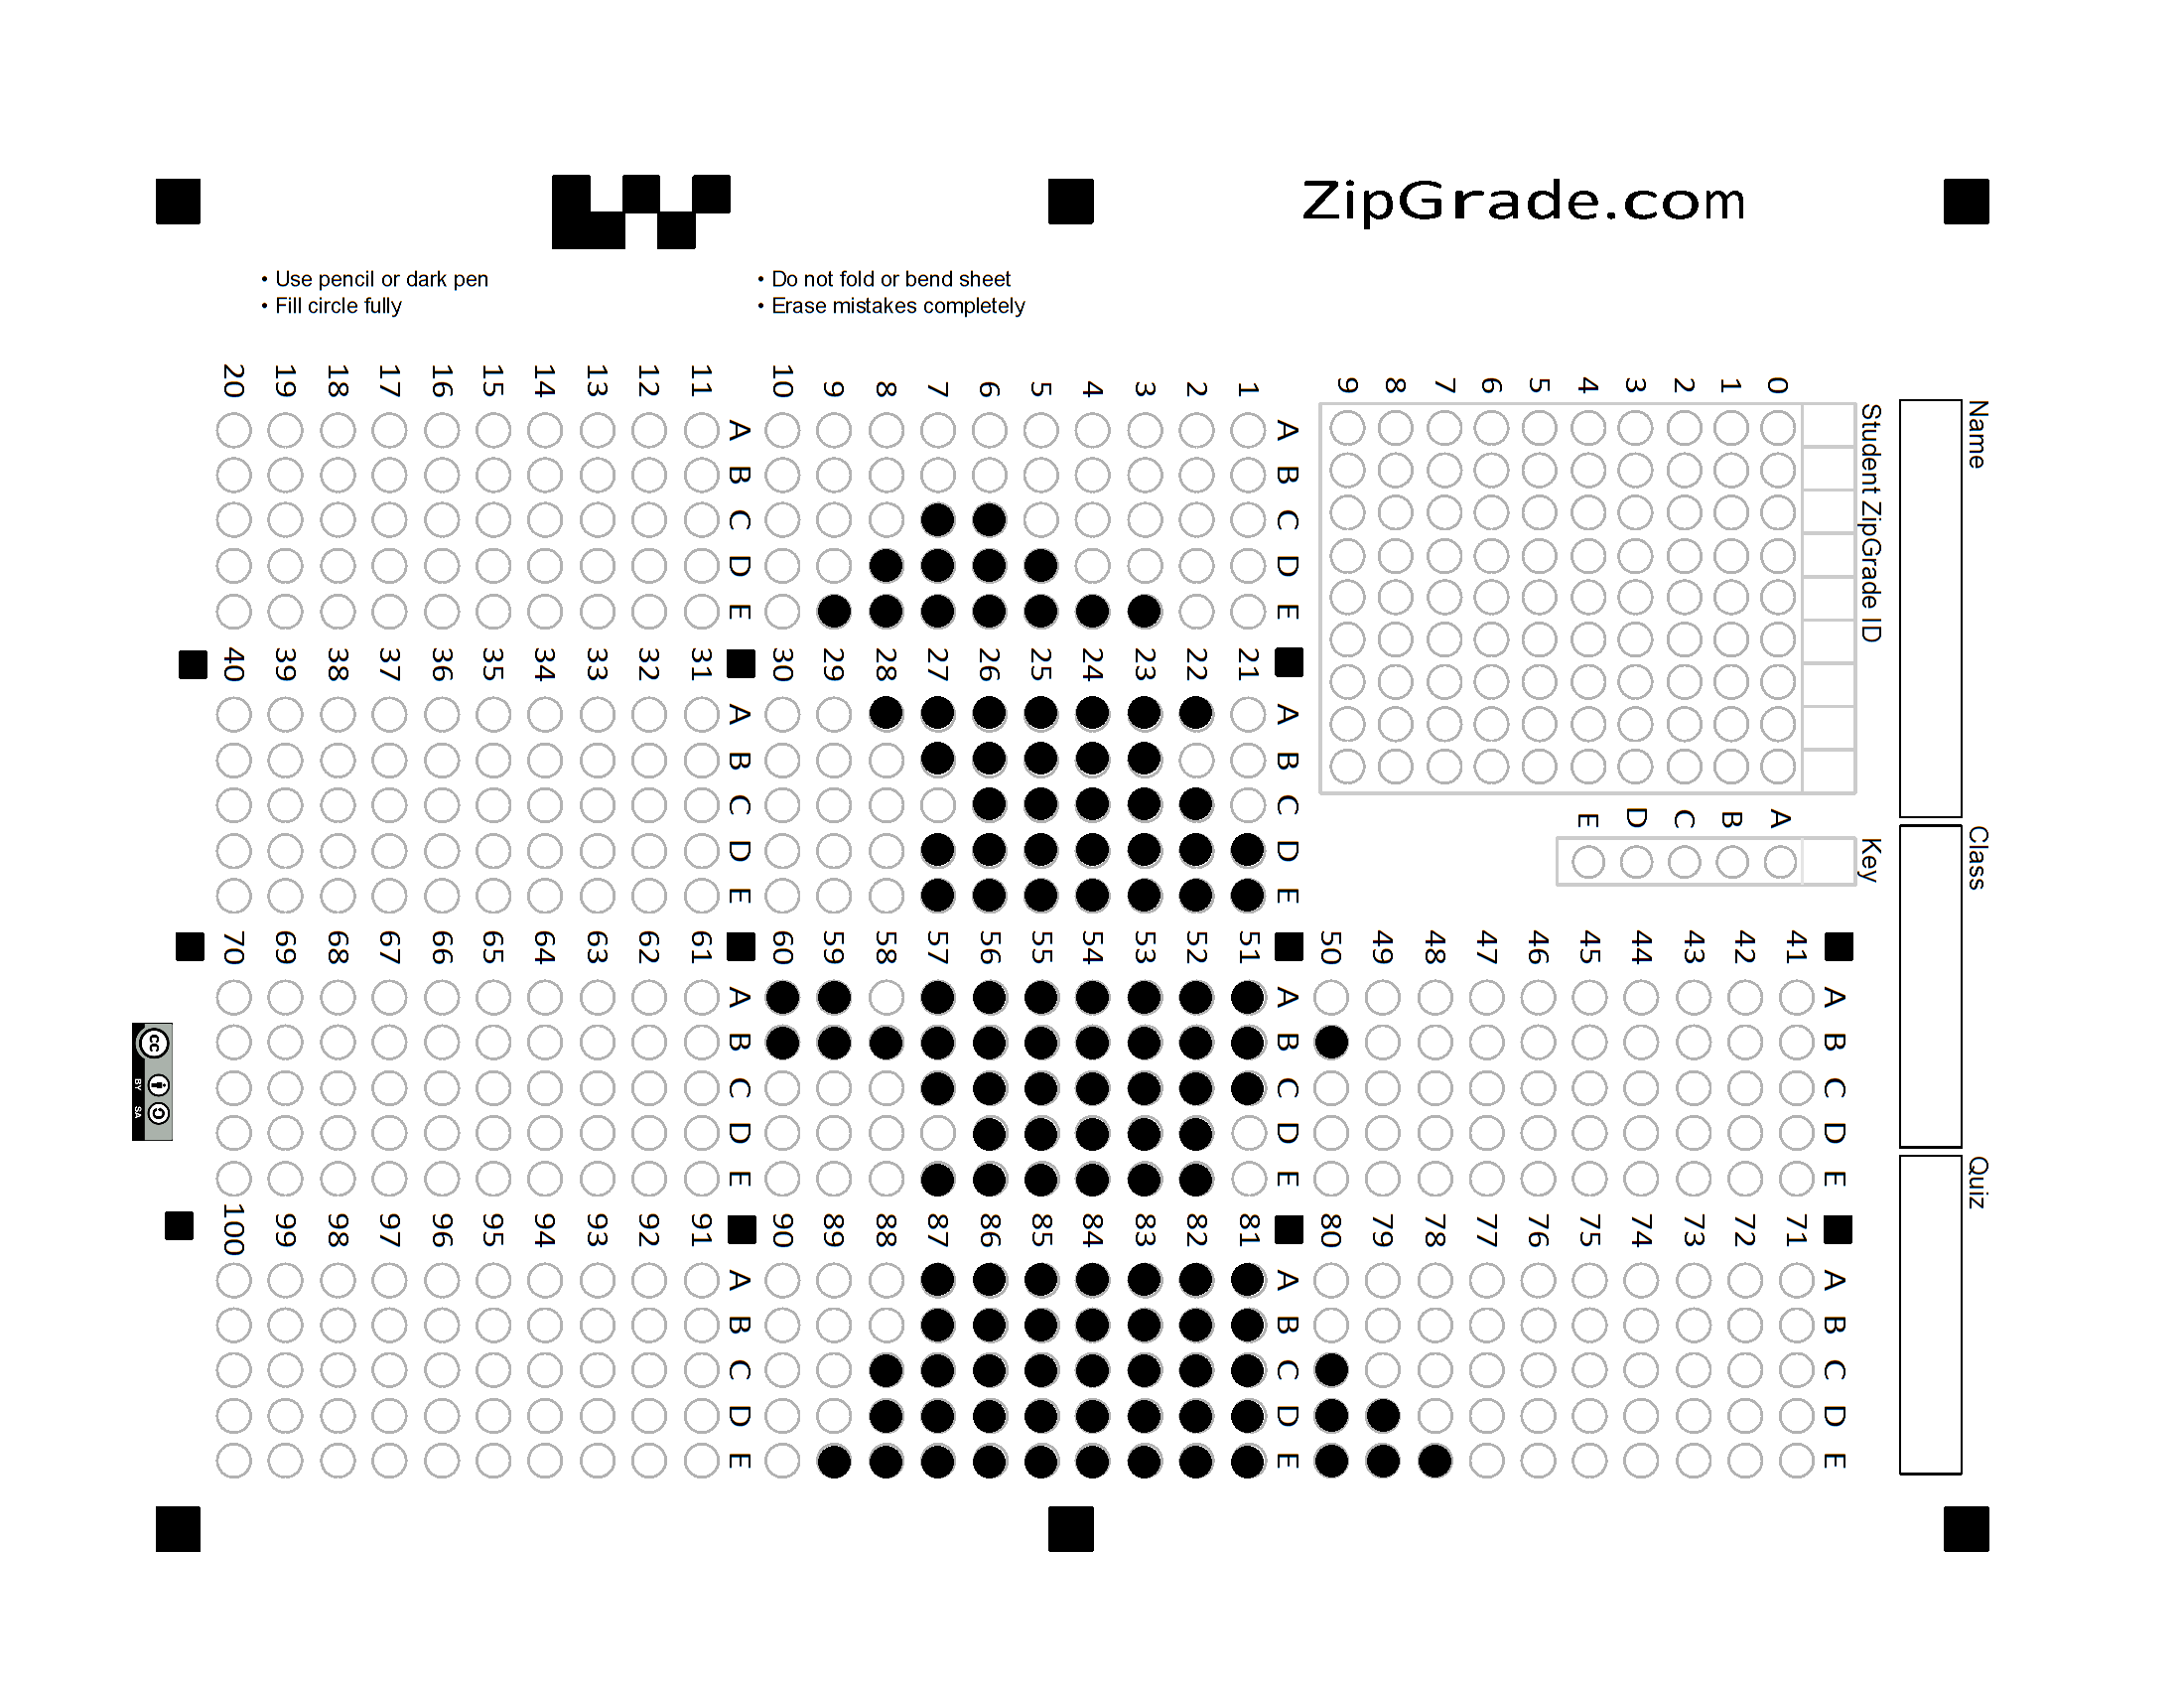 ZipGrade.com
• Use pencil or dark pen
• Fill circle fully
• Do not fold or bend sheet
• Erase mistakes completely
Name
Class
Quiz
Student ZipGrade ID
0 1 2 3 4 5 6 7 8 9
Key
A B C D E
A B C D E
41 42 43 44 45 46 47 48 49 50
A B C D E
71 72 73 74 75 76 77 78 79 80
A B C D E
1 2 3 4 5 6 7 8 9 10
A B C D E
21 22 23 24 25 26 27 28 29 30
A B C D E
51 52 53 54 55 56 57 58 59 60
A B C D E
81 82 83 84 85 86 87 88 89 90
A B C D E
11 12 13 14 15 16 17 18 19 20
A B C D E
31 32 33 34 35 36 37 38 39 40
A B C D E
61 62 63 64 65 66 67 68 69 70
A B C D E
91 92 93 94 95 96 97 98 99 100
cc BY SA